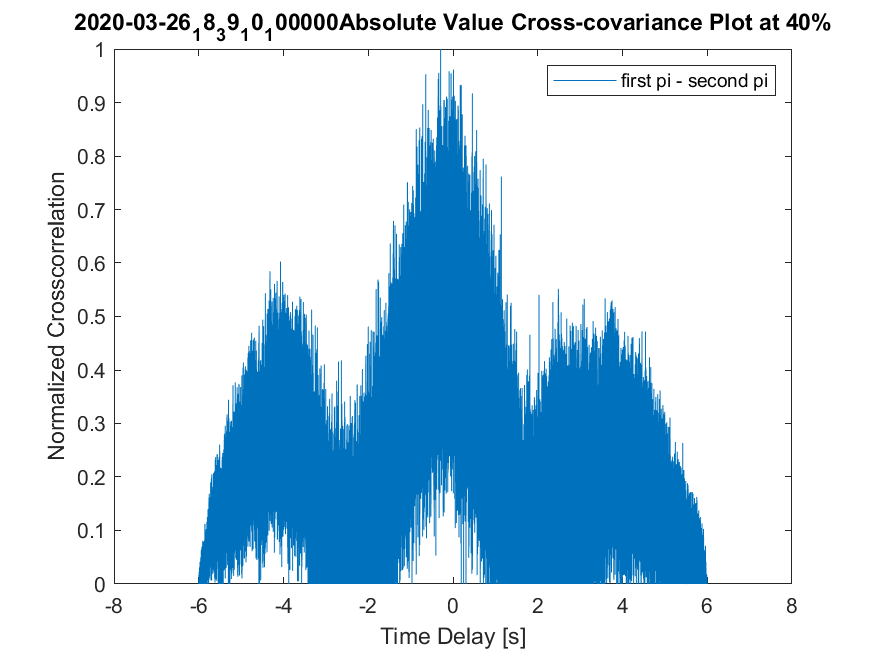 2020-03-26₁8₃9₁0₁00000Absolute Value Cross-covariance Plot at 40%
first pi - second pi
Normalized Crosscorrelation
1
0.9
0.8
0.7
0.6
0.5
0.4
0.3
0.2
0.1
0
-8 -6 -4 -2 0 2 4 6 8
Time Delay [s]